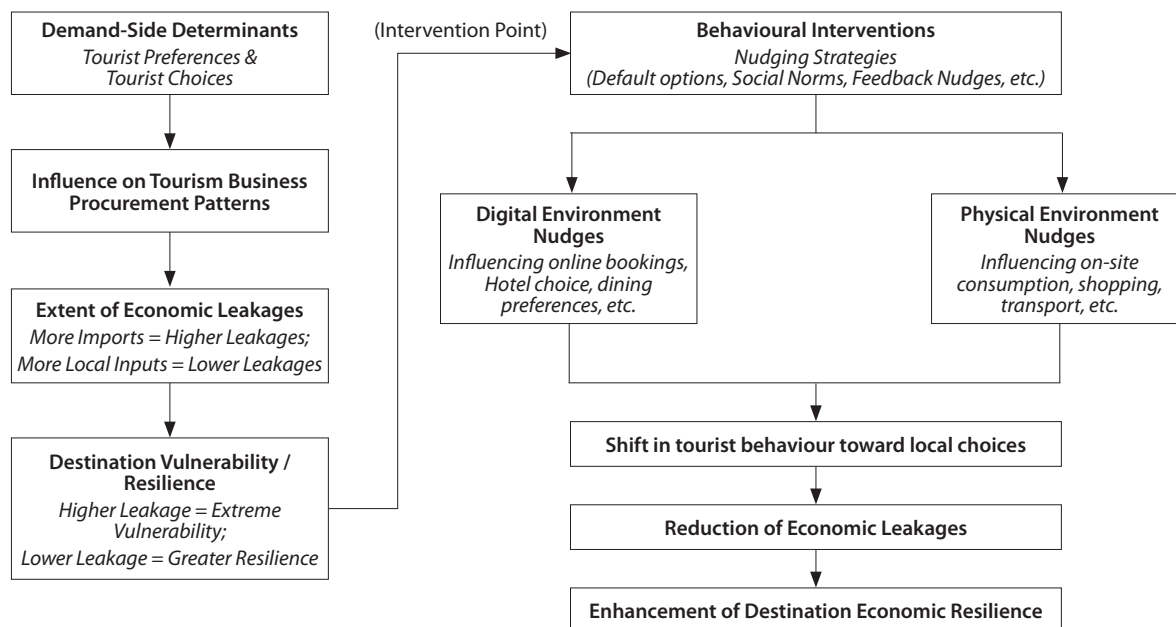 Demand-Side Determinants
Tourist Preferences &
Tourist Choices
Influence on Tourism Business
Procurement Patterns
Extent of Economic Leakages
More Imports = Higher Leakages;
More Local Inputs = Lower Leakages
Destination Vulnerability /
Resilience
Higher Leakage = Extreme
Vulnerability;
Lower Leakage = Greater Resilience
(Intervention Point)
Behavioural Interventions
Nudging Strategies
(Default options, Social Norms, Feedback Nudges, etc.)
Digital Environment
Nudges
Influencing online bookings,
Hotel choice, dining
preferences, etc.
Physical Environment
Nudges
Influencing on-site
consumption, shopping,
transport, etc.
Shift in tourist behaviour toward local choices
Reduction of Economic Leakages
Enhancement of Destination Economic Resilience